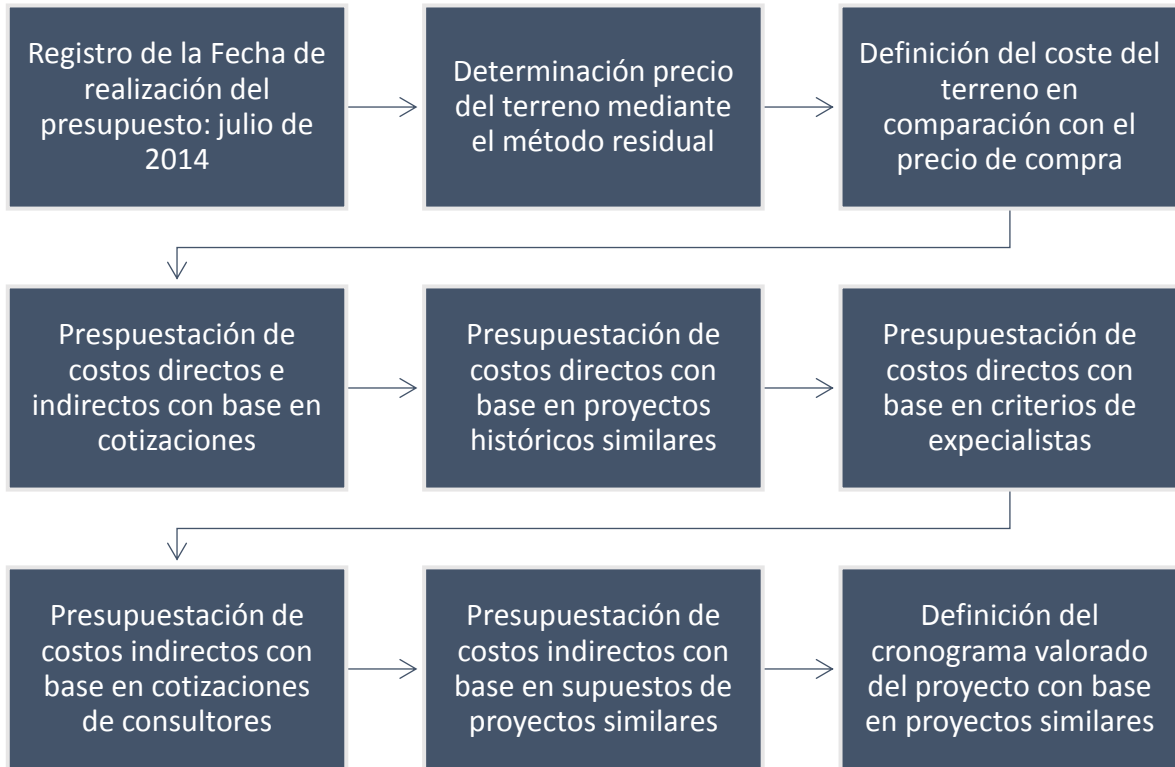 Registro de la Fecha de
realización del
presupuesto: julio de
2014
Determinación precio
del terreno mediante
el método residual
Definición del coste del
terreno en
comparación con el
precio de compra
Prespuestación de
costos directos e
indirectos con base en
cotizaciones
Presupuestación de
costos directos con
base en proyectos
históricos similares
Presupuestación de
costos directos con
base en criterios de
expecialistas
Presupuestación de
costos indirectos con
base en cotizaciones
de consultores
Presupuestación de
costos indirectos con
base en supuestos de
proyectos similares
Definición del
cronograma valorado
del proyecto con base
en proyectos similares